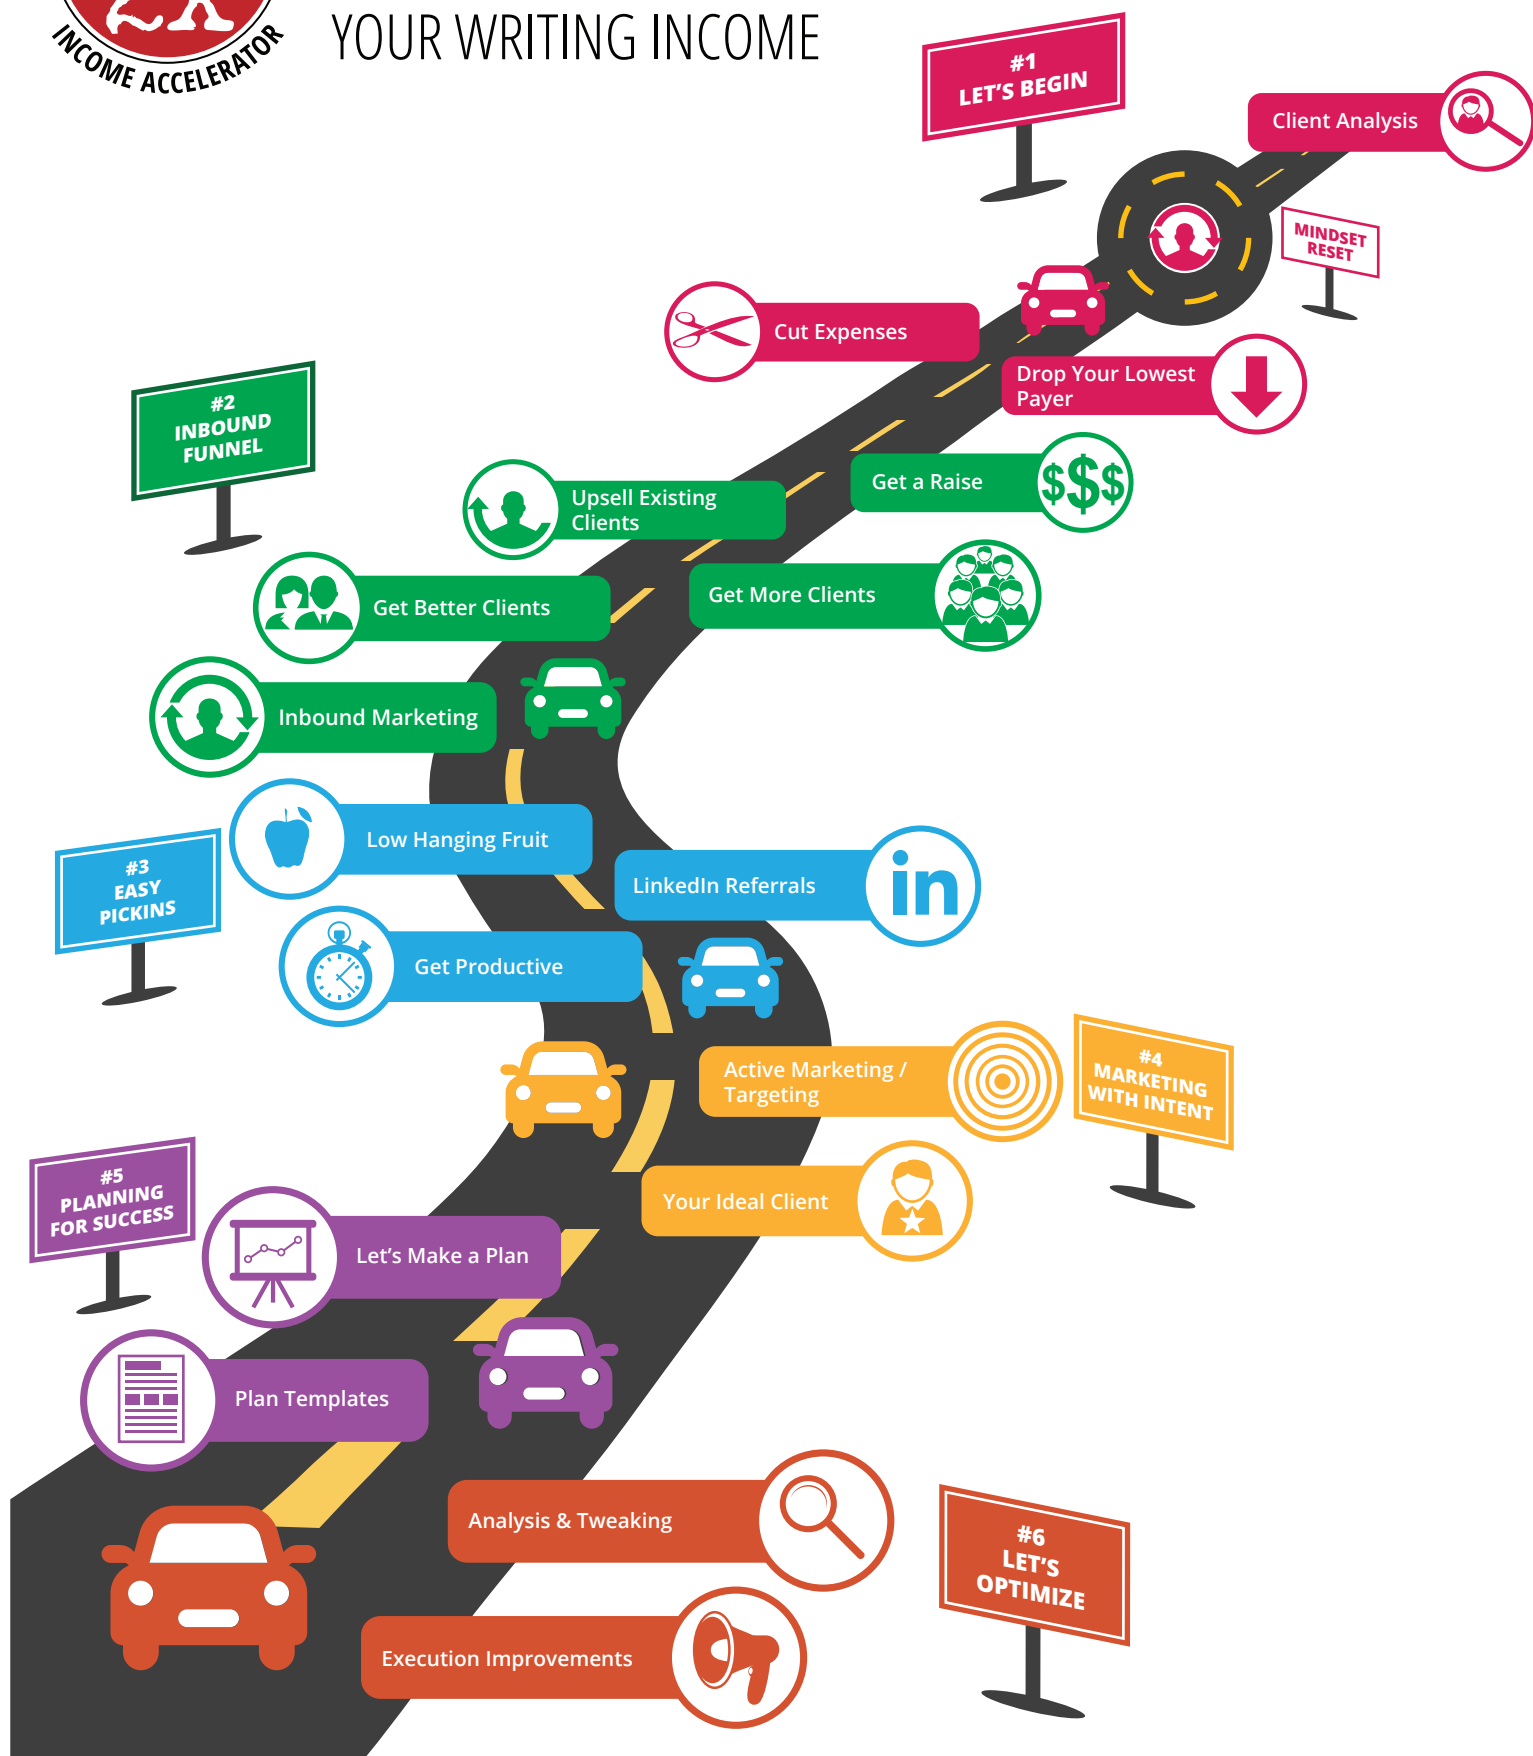 INCOME ACCELERATOR
YOUR WRITING INCOME
#1
LET'S BEGIN
Client Analysis
MINDSET
RESET
Cut Expenses
Drop Your Lowest
Payer
#2
INBOUND
FUNNEL
Get a Raise
$$$
Upsell Existing
Clients
Get More Clients
Get Better Clients
Inbound Marketing
#3
EASY
PICKINS
Low Hanging Fruit
LinkedIn Referrals
in
Get Productive
#4
MARKETING
WITH INTENT
Active Marketing /
Targeting
Your Ideal Client
#5
PLANNING
FOR SUCCESS
Let's Make a Plan
Plan Templates
#6
LET'S
OPTIMIZE
Analysis & Tweaking
Execution Improvements